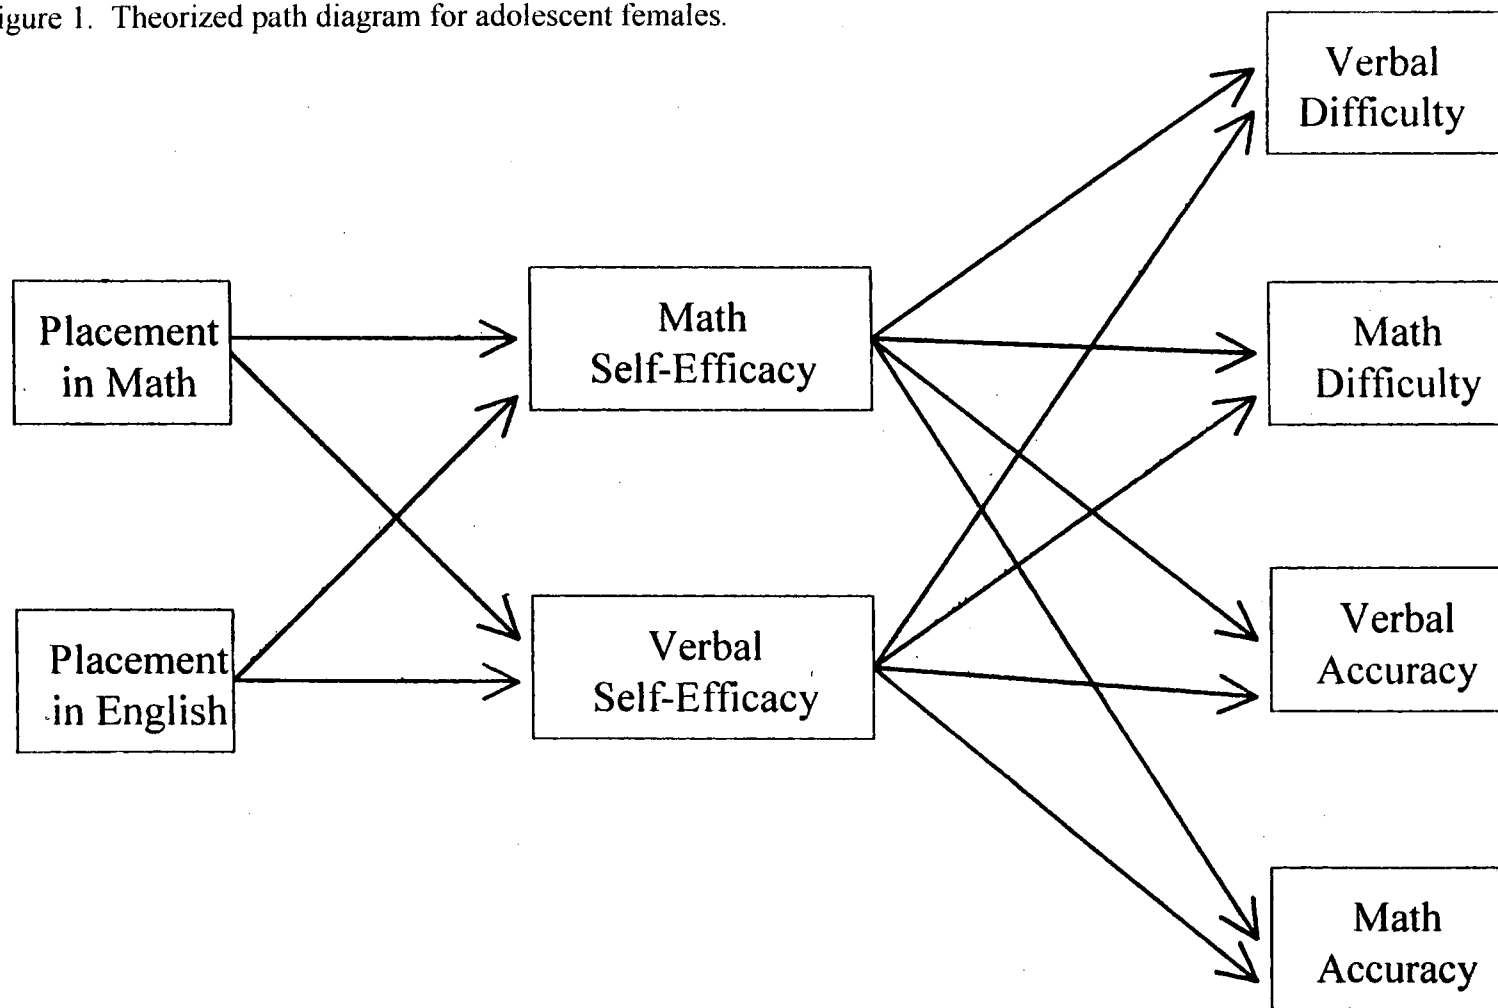 igure 1. Theorized path diagram for adolescent females.
Verbal
Difficulty
Placement
in Math
Math
Self-Efficacy
Math
Difficulty
Placement
in English
Verbal
Self-Efficacy
Verbal
Accuracy
Math
Accuracy